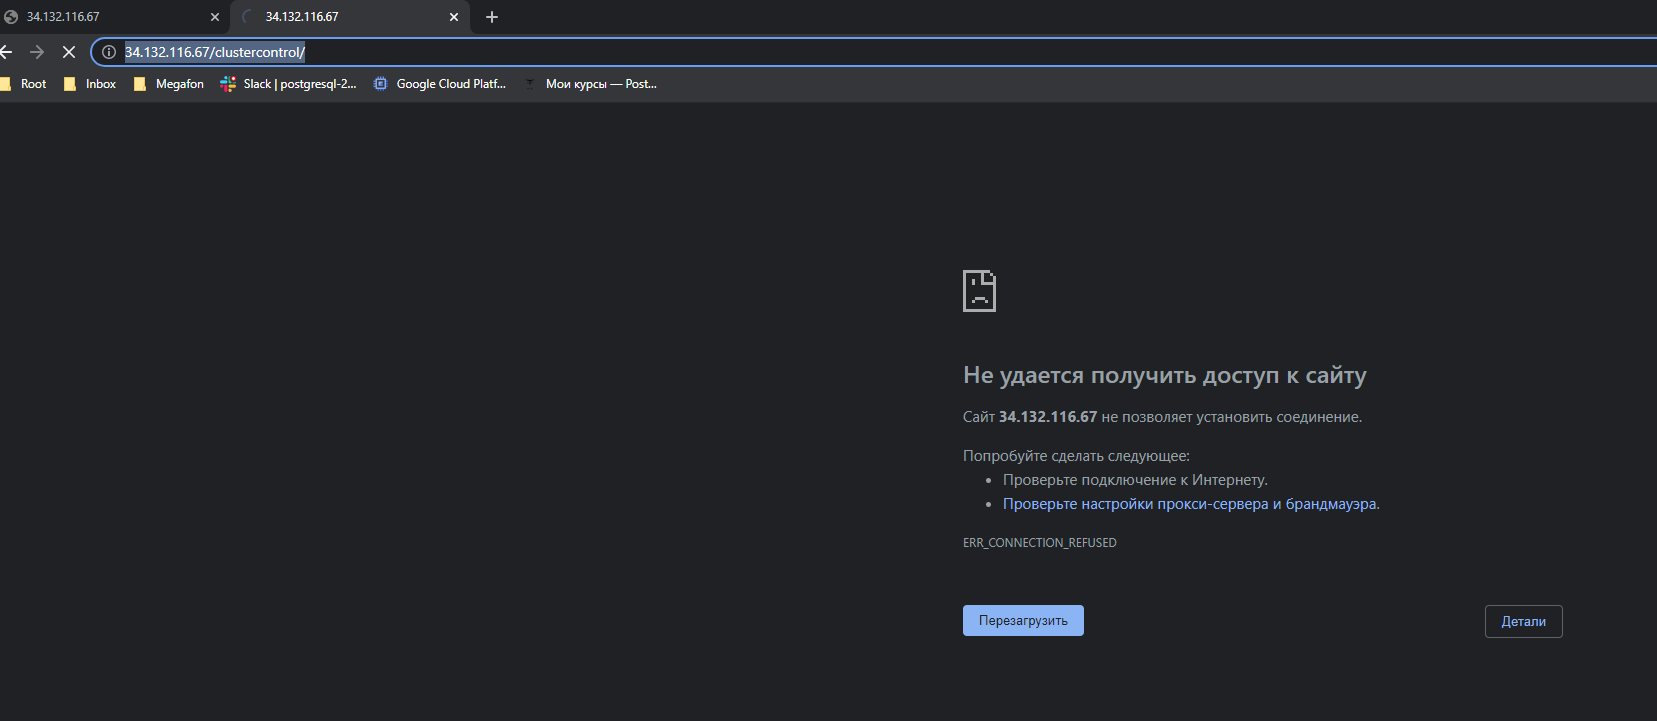 34.132.116.67
34.132.116.67
34.132.116.67/clustercontrol/
Root Inbox Megafon Slack | postgresql-2... Google Cloud Platf... Мои курсы — Post...
Не удается получить доступ к сайту
Сайт 34.132.116.67 не позволяет установить соединение.
Попробуйте сделать следующее:
Проверьте подключение к Интернету.
Проверьте настройки прокси-сервера и брандмауэра.
ERR_CONNECTION_REFUSED
Перезагрузить
Детали